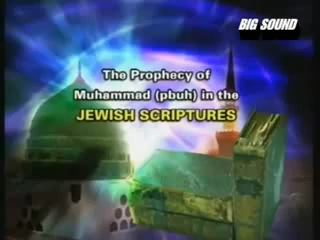 BIG SOUND
The Prophecy of
Muhammad (pbuh) in the
JEWISH SCRIPTURES